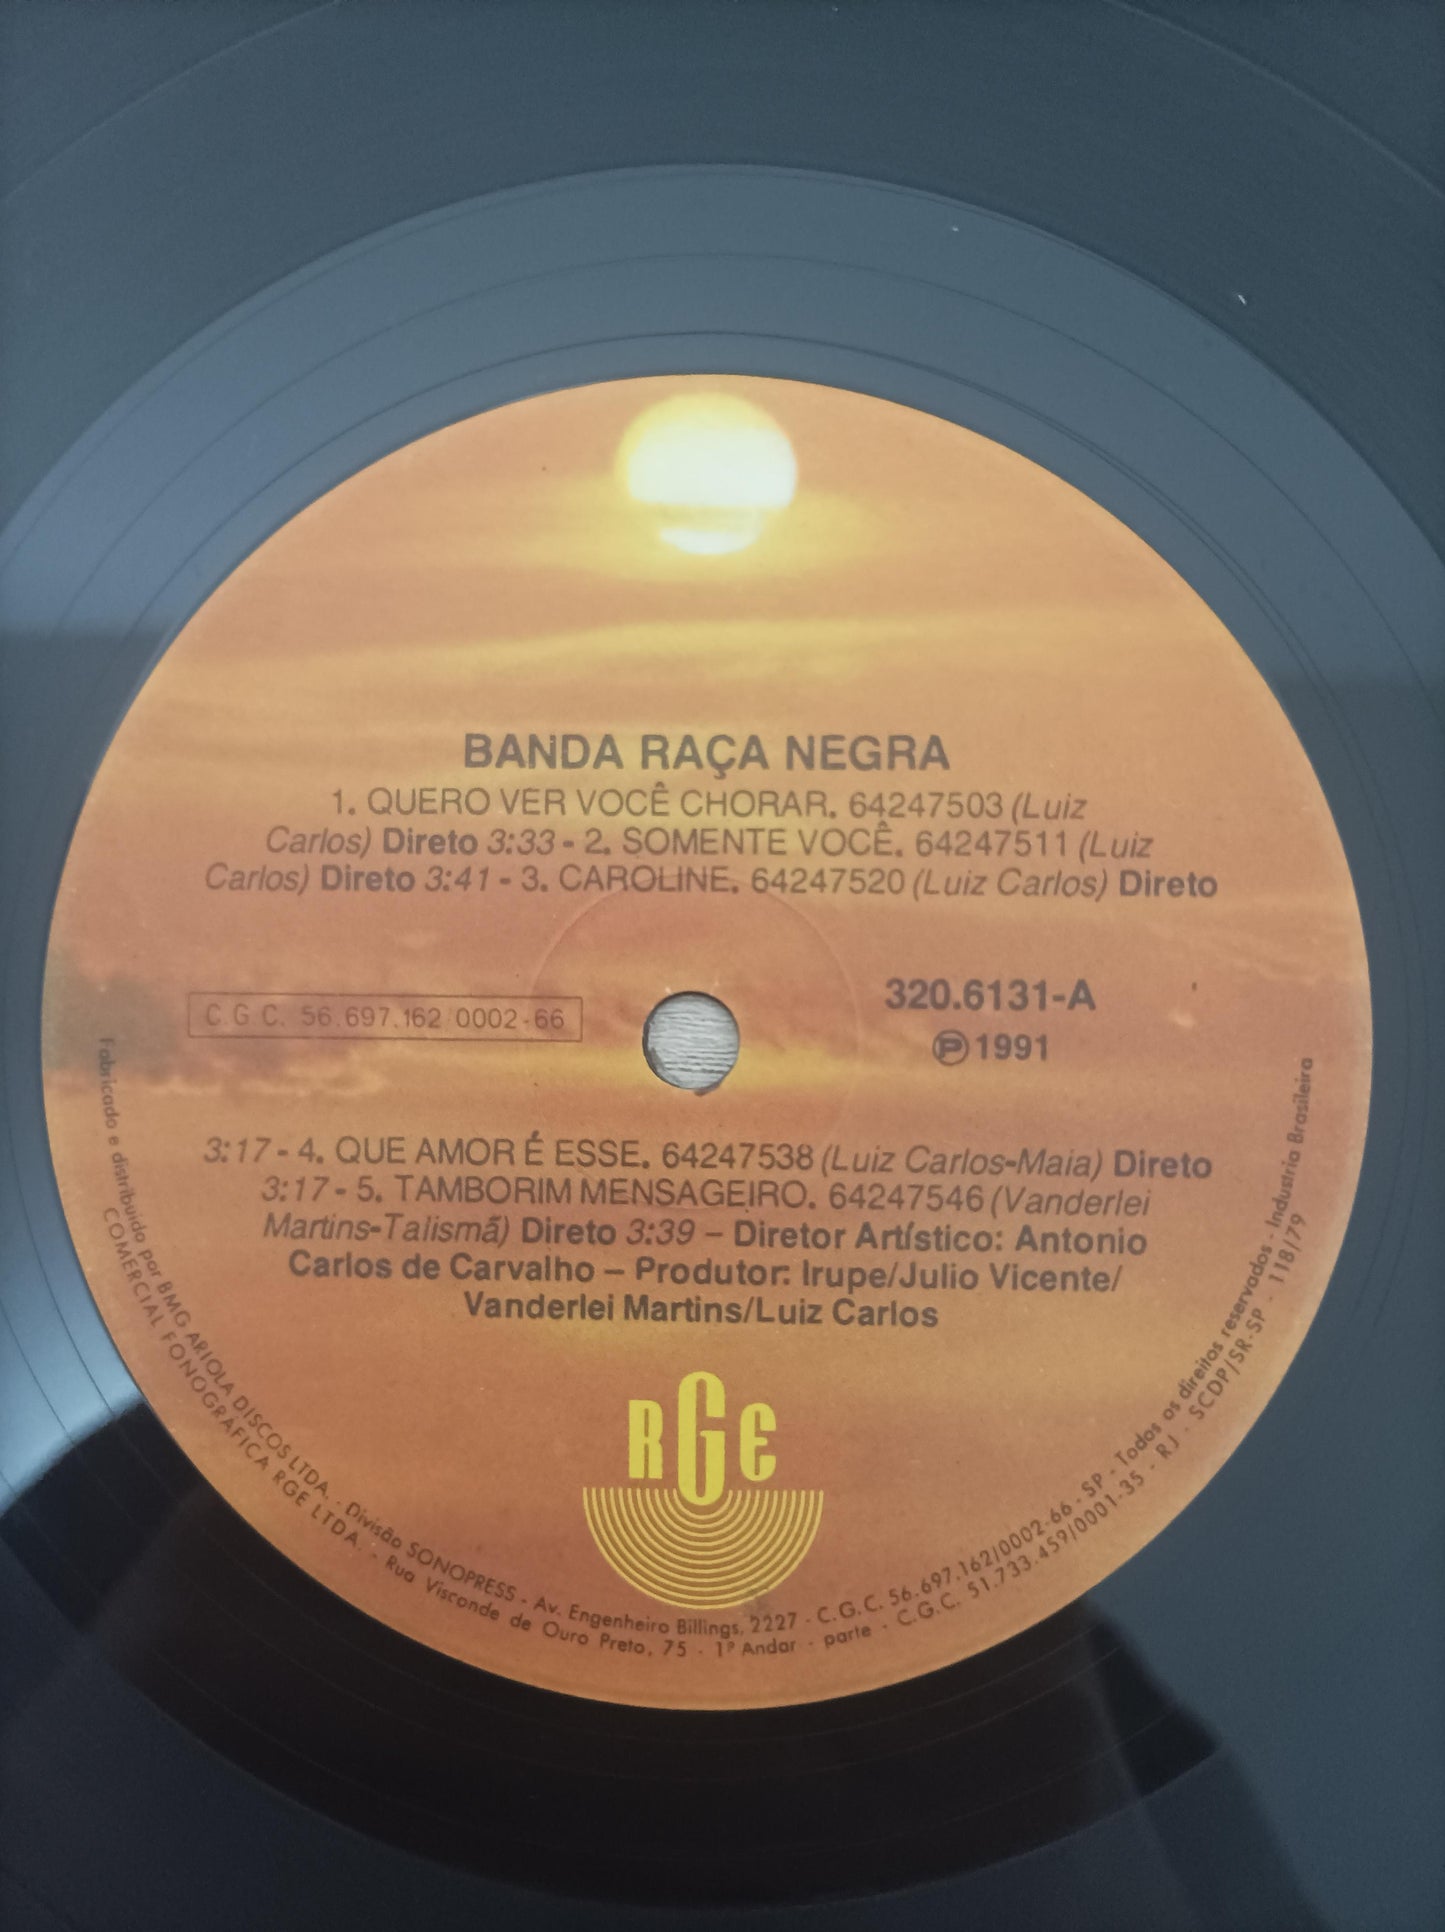 BANDA RAÇA NEGRA
1. QUERO VER VOCÊ CHORAR. 64247503 (Luiz
Carlos) Direto 3:33 - 2. SOMENTE VOCÊ. 64247511 (Luiz
Carlos) Direto 3:41 - 3. CAROLINE. 64247520 (Luiz Carlos) Direto
C.G C. 56.697.162 0002-66
320.6131-A
℗ 1991
3:17 - 4. QUE AMOR É ESSE. 64247538 (Luiz Carlos-Maia) Direto
3:17 - 5. TAMBORIM MENSAGEIRO. 64247546 (Vanderlei
Martins-Talismã) Direto 3:39 – Diretor Artístico: Antonio
Carlos de Carvalho – Produtor: Irupe/Julio Vicente/
Vanderlei Martins/Luiz Carlos
RGE
Fabricado e distribuido por BMG ARIOLA DISCOS LTDA. - Divisão SONOPRESS - Av. Engenheiro Billings, 2227 - C.G.C. 56.697.162/0002-66 - SP - Todos os direitos reservados - Industria Brasileira
COMERCIAL FONOGRÁFICA RGE LTDA. - Rua Visconde de Ouro Preto, 75 - 1º Andar - parte - C.G.C. 51.733.459/0001-35 - RJ - SCDP/SR-SP - 118/79